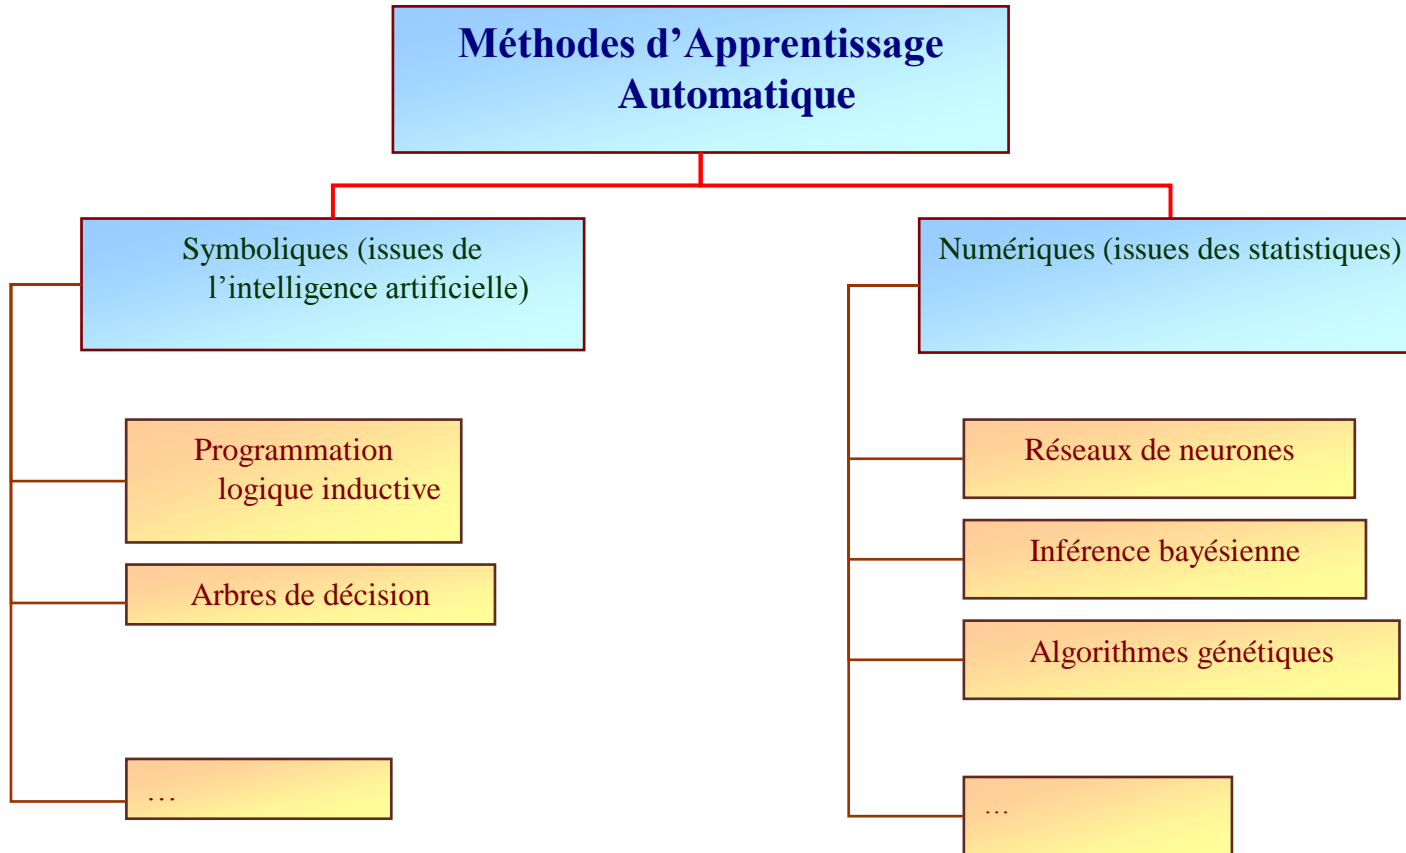 Méthodes d’Apprentissage
Automatique
Symboliques (issues de
l’intelligence artificielle)
Numériques (issues des statistiques)
Programmation
logique inductive
Arbres de décision
…
Réseaux de neurones
Inférence bayésienne
Algorithmes génétiques
…